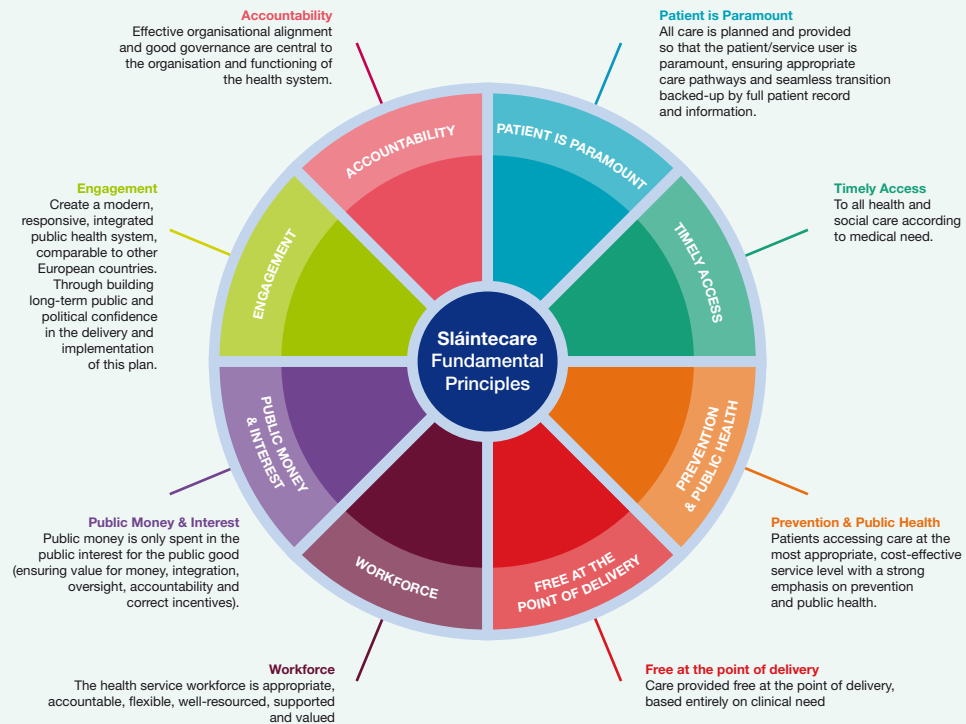 Accountability
Effective organisational alignment
and good governance are central to
the organisation and functioning of
the health system.
Patient is Paramount
All care is planned and provided
so that the patient/service user is
paramount, ensuring appropriate
care pathways and seamless transition
backed-up by full patient record
and information.
Engagement
Create a modern,
responsive, integrated
public health system,
comparable to other
European countries.
Through building
long-term public and
political confidence
in the delivery and
implementation
of this plan.
Timely Access
To all health and
social care according
to medical need.
ACCOUNTABILITY
PATIENT IS PARAMOUNT
ENGAGEMENT
TIMELY ACCESS
Sláintecare
Fundamental
Principles
PUBLIC MONEY
& INTEREST
PREVENTION
& PUBLIC HEALTH
WORKFORCE
FREE AT THE
POINT OF DELIVERY
Public Money & Interest
Public money is only spent in the
public interest for the public good
(ensuring value for money, integration,
oversight, accountability and
correct incentives).
Prevention & Public Health
Patients accessing care at the
most appropriate, cost-effective
service level with a strong
emphasis on prevention
and public health.
Workforce
The health service workforce is appropriate,
accountable, flexible, well-resourced, supported
and valued
Free at the point of delivery
Care provided free at the point of delivery,
based entirely on clinical need